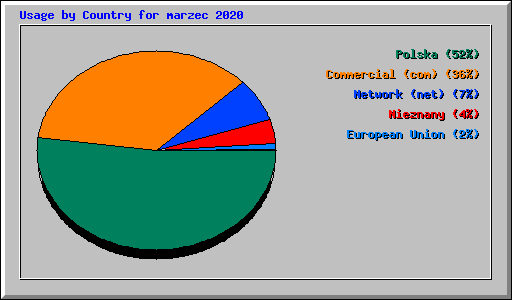 Usage by Country for marzec 2020
Polska (52%)
Commercial (com) (36%)
Network (net) (7%)
Nieznany (4%)
European Union (2%)